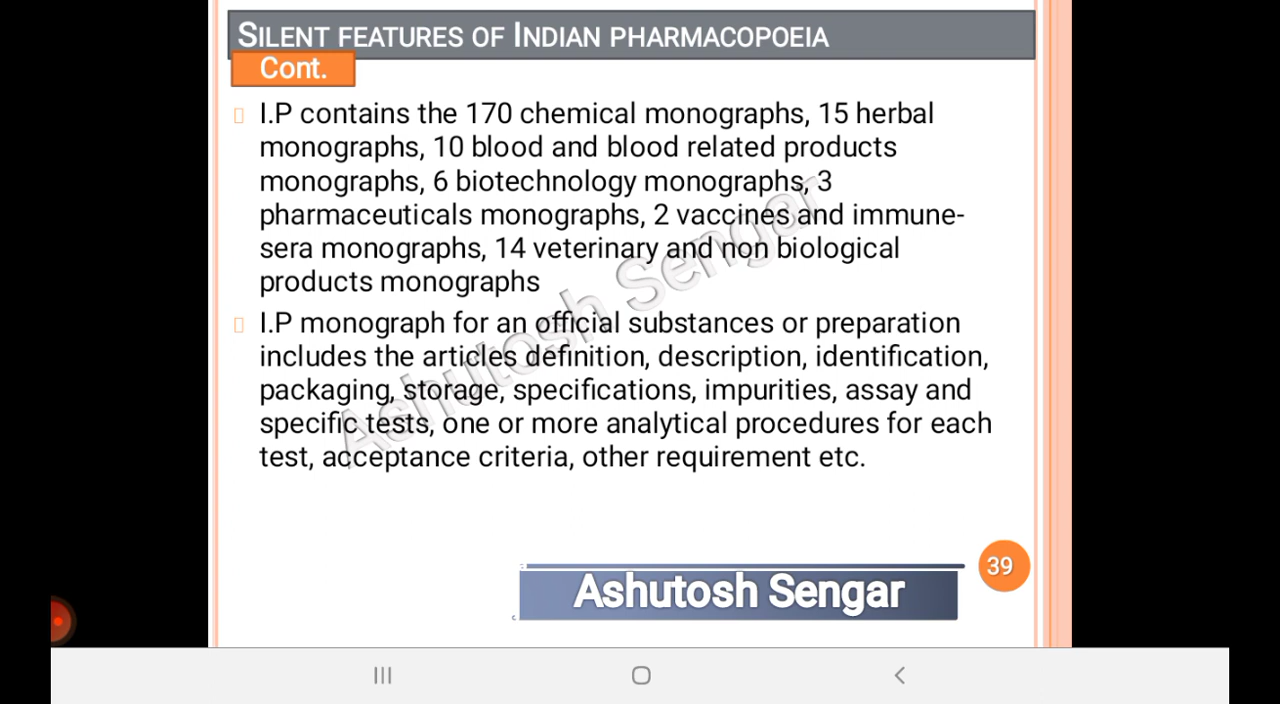 SILENT FEATURES OF INDIAN PHARMACOPOEIA
Cont.
I.P contains the 170 chemical monographs, 15 herbal
monographs, 10 blood and blood related products
monographs, 6 biotechnology monographs, 3
pharmaceuticals monographs, 2 vaccines and immune-
sera monographs, 14 veterinary and non biological
products monographs
I.P monograph for an official substances or preparation
includes the articles definition, description, identification,
packaging, storage, specifications, impurities, assay and
specific tests, one or more analytical procedures for each
test, acceptance criteria, other requirement etc.
Ashutosh Sengar
39
Ashutosh Sengar